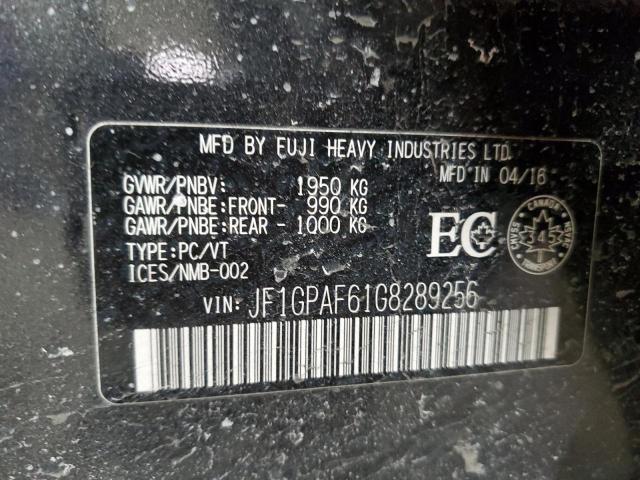 MFD BY FUJI HEAVY INDUSTRIES LTD.
MFD IN 04/16
GVWR/PNBV: 1950 KG
GAWR/PNBE:FRONT- 990 KG
GAWR/PNBE:REAR - 1000 KG
TYPE:PC/VT
ICES/NMB-002
EC
CANADA
VIN: JF1GPAF61G8289256